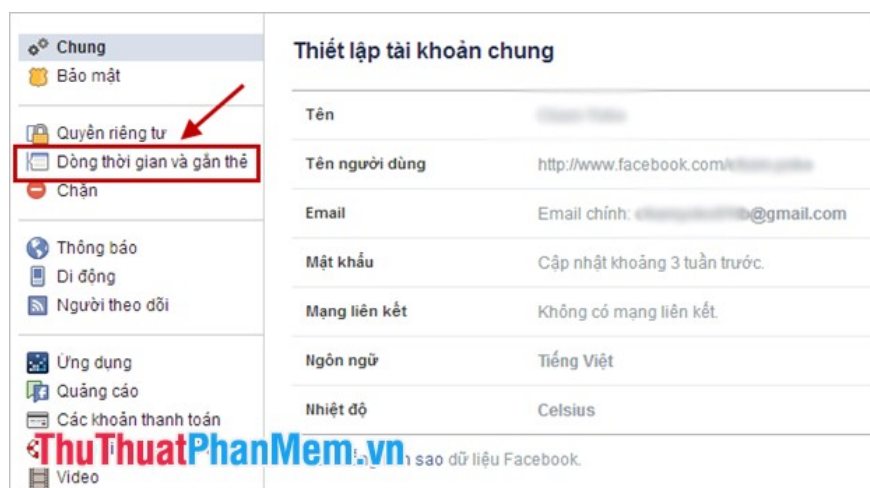 Chung
Bảo mật
Quyền riêng tư
Dòng thời gian và gắn thẻ
Chặn
Thông báo
Di động
Người theo dõi
Ứng dụng
Quảng cáo
Các khoản thanh toán
Video
Thiết lập tài khoản chung
Tên
Tên người dùng http://www.facebook.com/
Email Email chính: b@gmail.com
Mật khẩu Cập nhật khoảng 3 tuần trước.
Mạng liên kết Không có mạng liên kết.
Ngôn ngữ Tiếng Việt
Nhiệt độ Celsius
sao dữ liệu Facebook.
ThuThuatPhanMem.vn